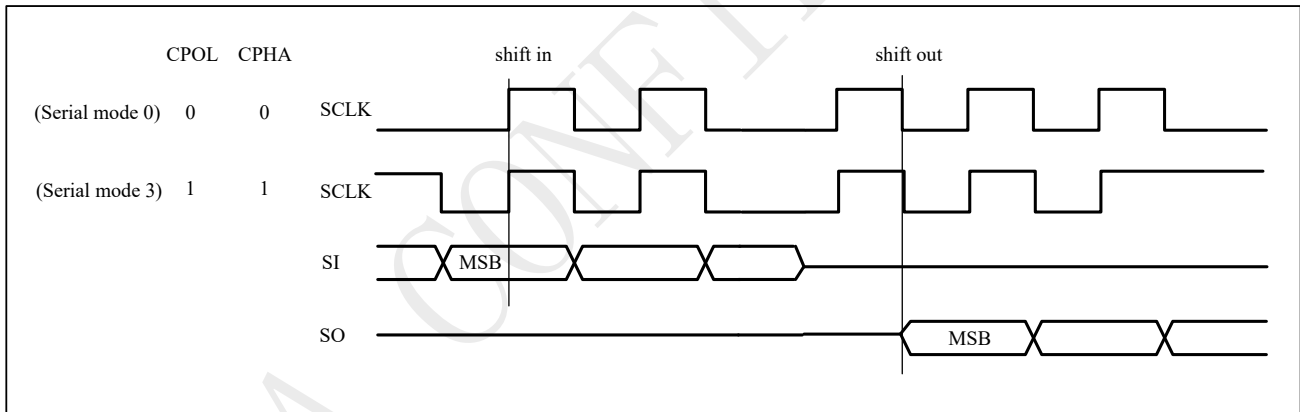 CPOL CPHA shift in shift out
(Serial mode 0) 0 0 SCLK
(Serial mode 3) 1 1 SCLK
SI MSB
SO MSB